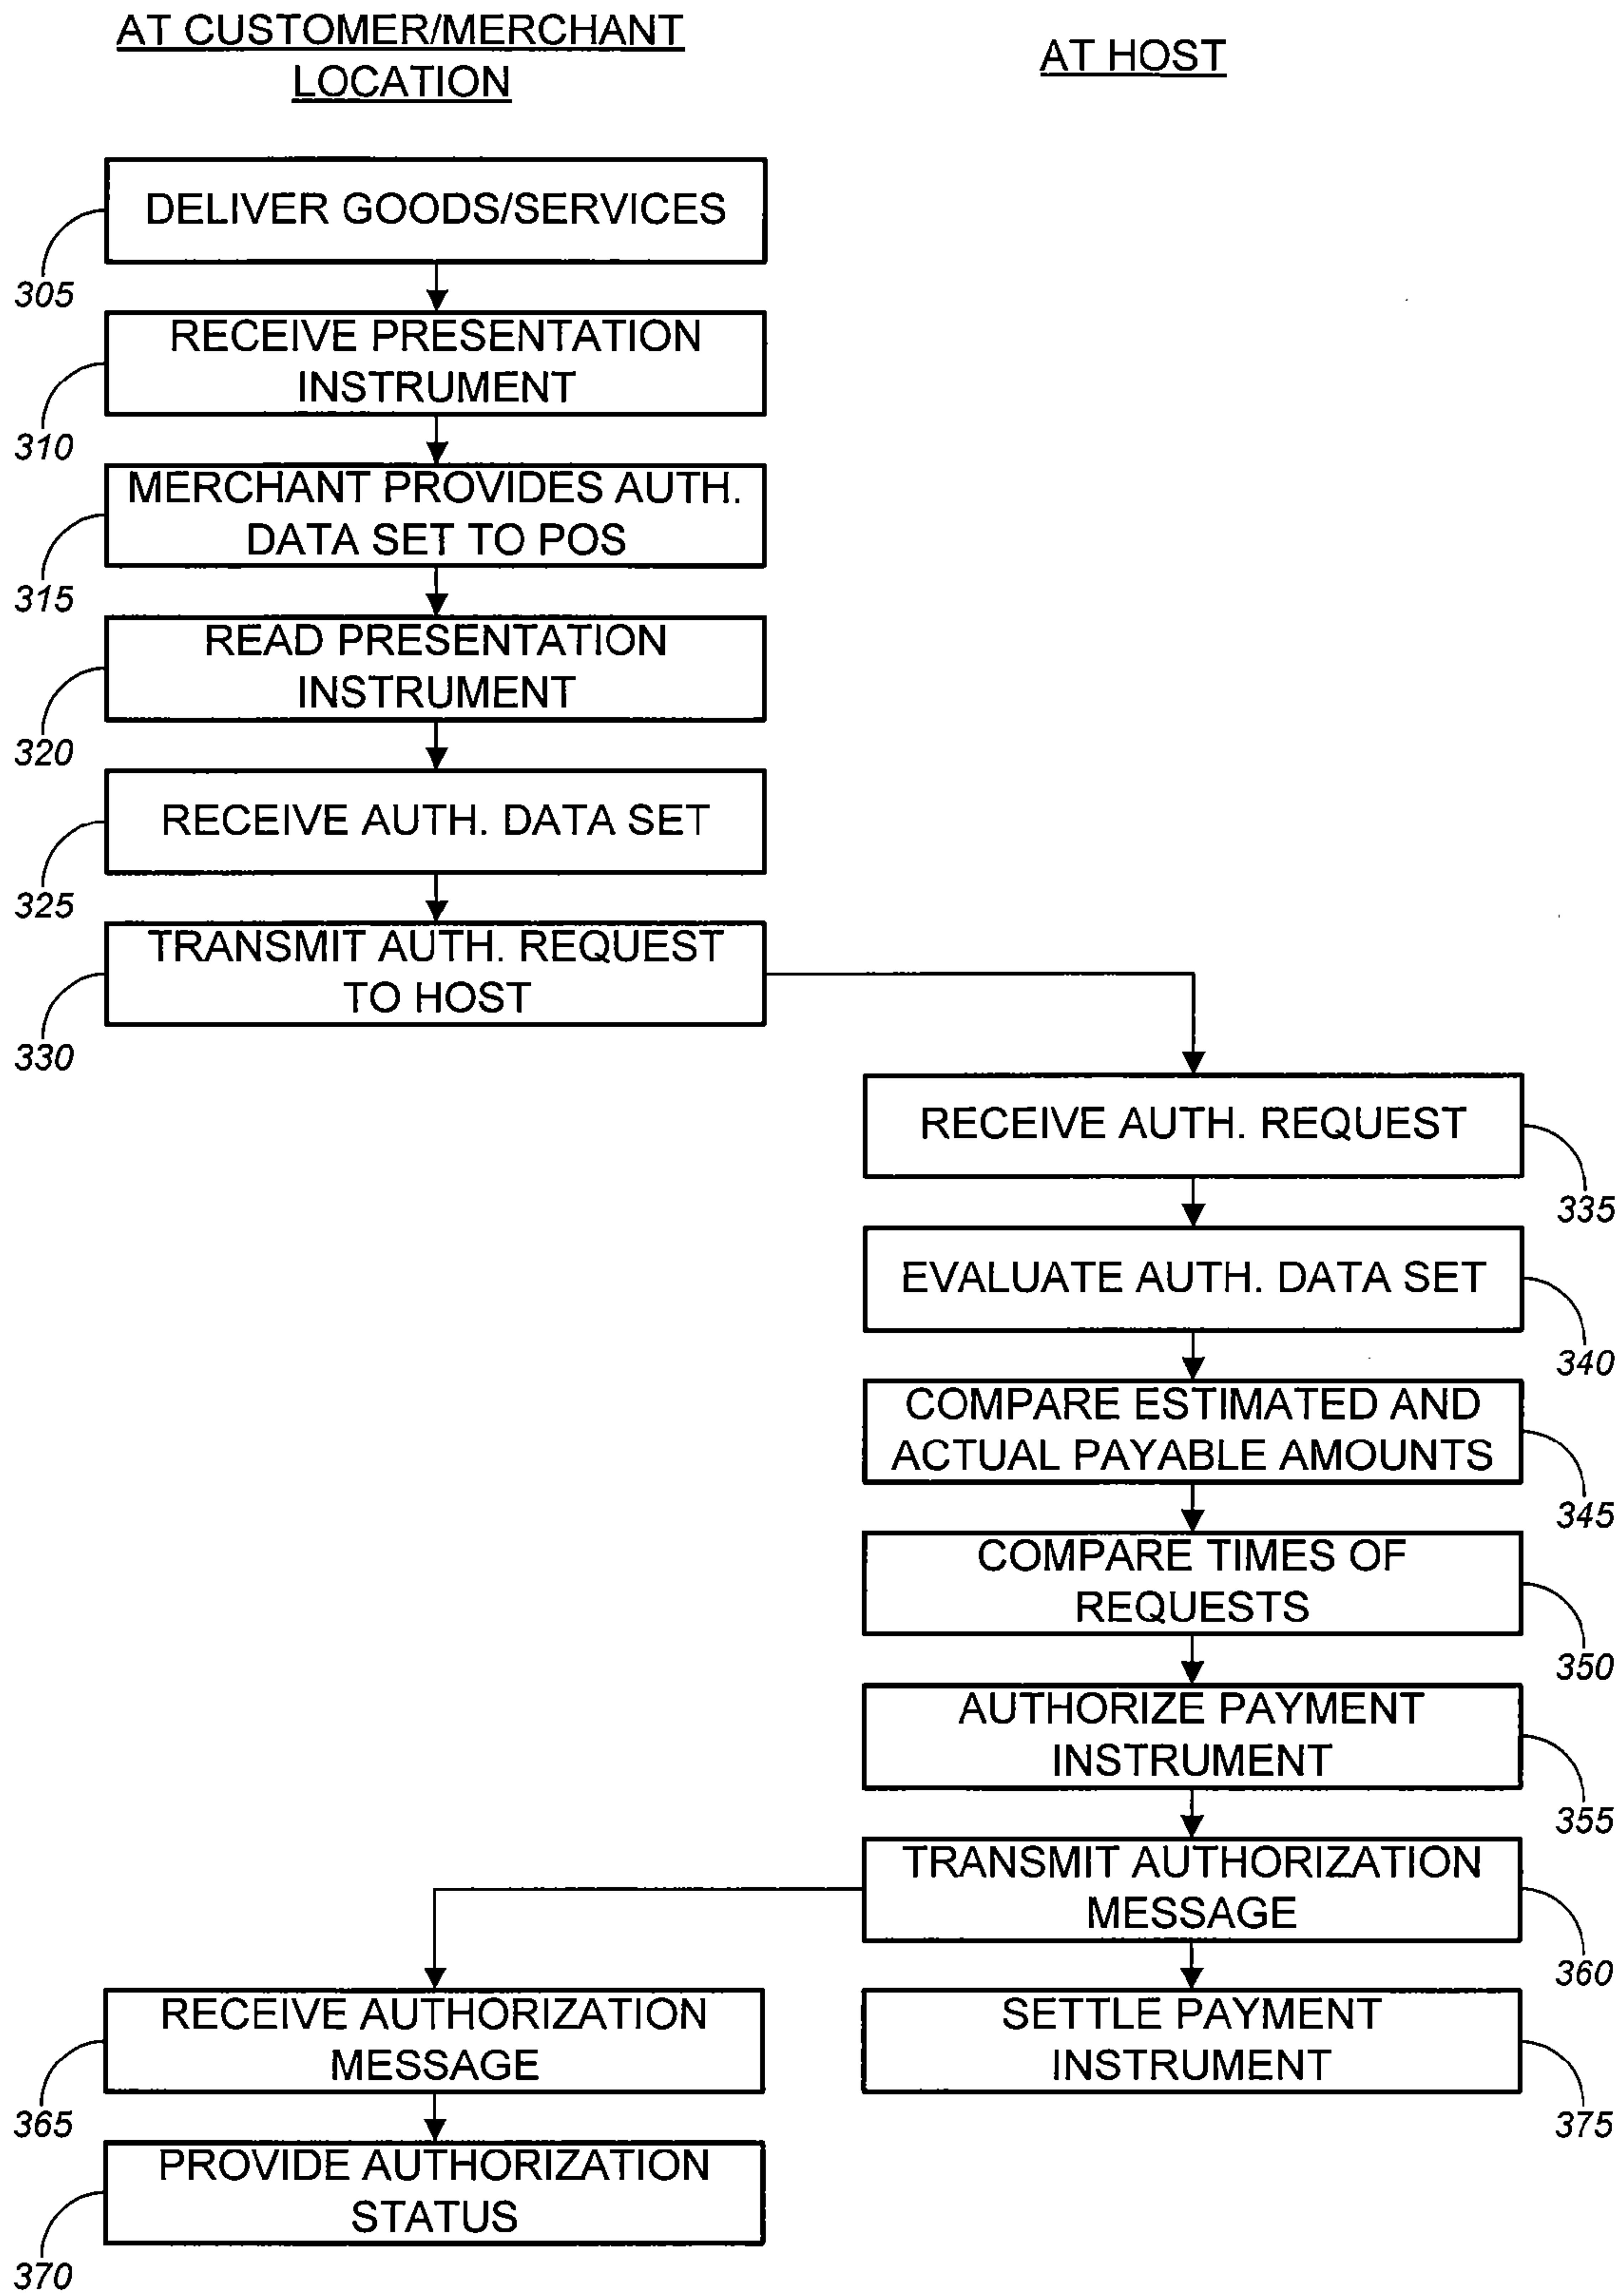 AT CUSTOMER/MERCHANT
LOCATION
AT HOST
DELIVER GOODS/SERVICES
305
RECEIVE PRESENTATION
INSTRUMENT
310
MERCHANT PROVIDES AUTH.
DATA SET TO POS
315
READ PRESENTATION
INSTRUMENT
320
RECEIVE AUTH. DATA SET
325
TRANSMIT AUTH. REQUEST
TO HOST
330
RECEIVE AUTH. REQUEST
335
EVALUATE AUTH. DATA SET
340
COMPARE ESTIMATED AND
ACTUAL PAYABLE AMOUNTS
345
COMPARE TIMES OF
REQUESTS
350
AUTHORIZE PAYMENT
INSTRUMENT
355
TRANSMIT AUTHORIZATION
MESSAGE
360
RECEIVE AUTHORIZATION
MESSAGE
365
SETTLE PAYMENT
INSTRUMENT
375
PROVIDE AUTHORIZATION
STATUS
370